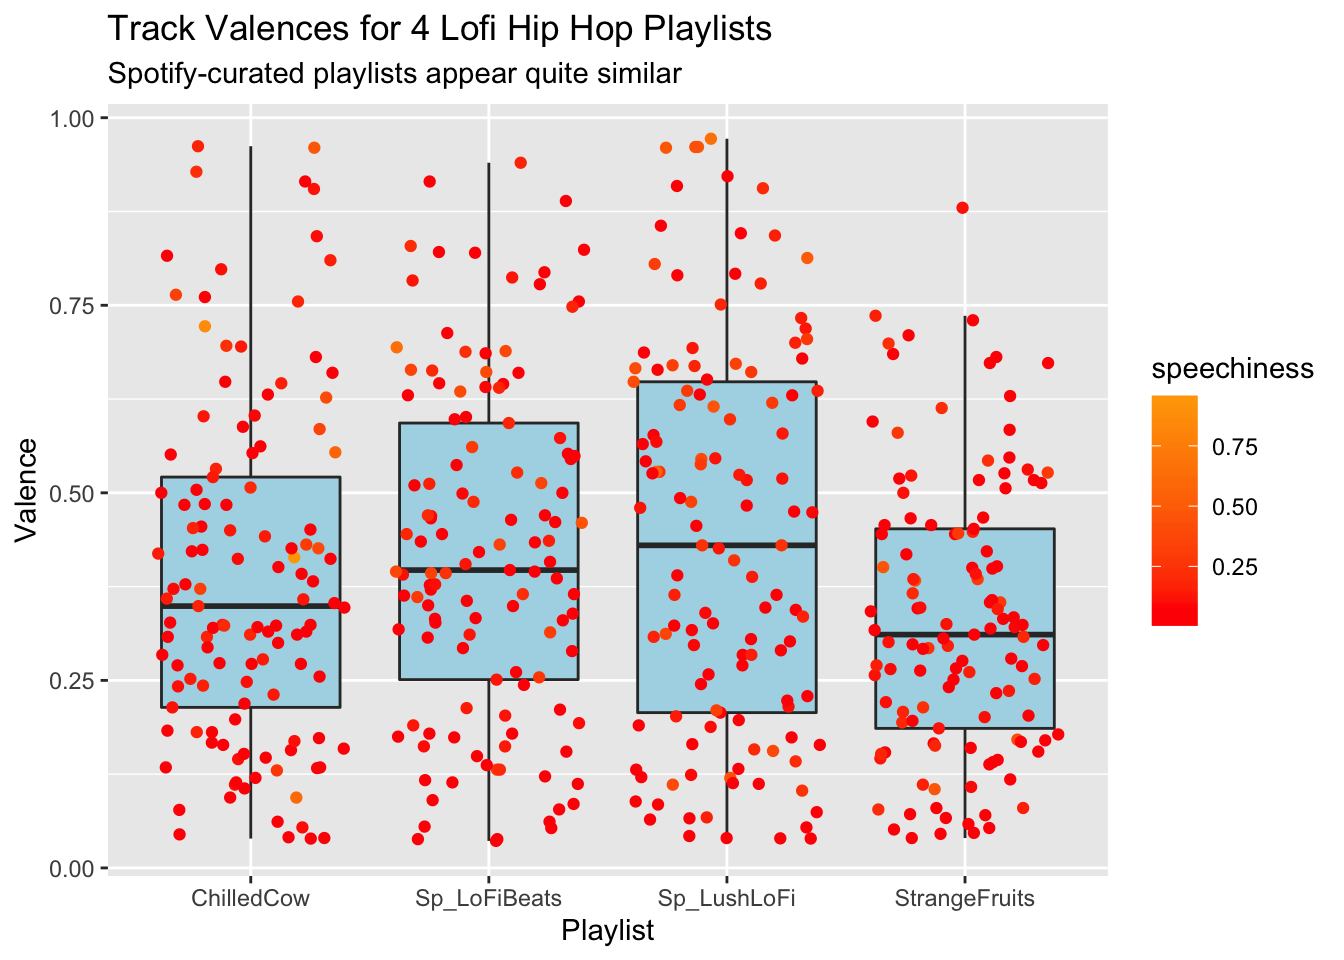 Track Valences for 4 Lofi Hip Hop Playlists
Spotify-curated playlists appear quite similar
1.00
0.75
0.50
0.25
0.00
Valence
ChilledCow
Sp_LoFiBeats
Sp_LushLoFi
StrangeFruits
Playlist
speechiness
0.75
0.50
0.25